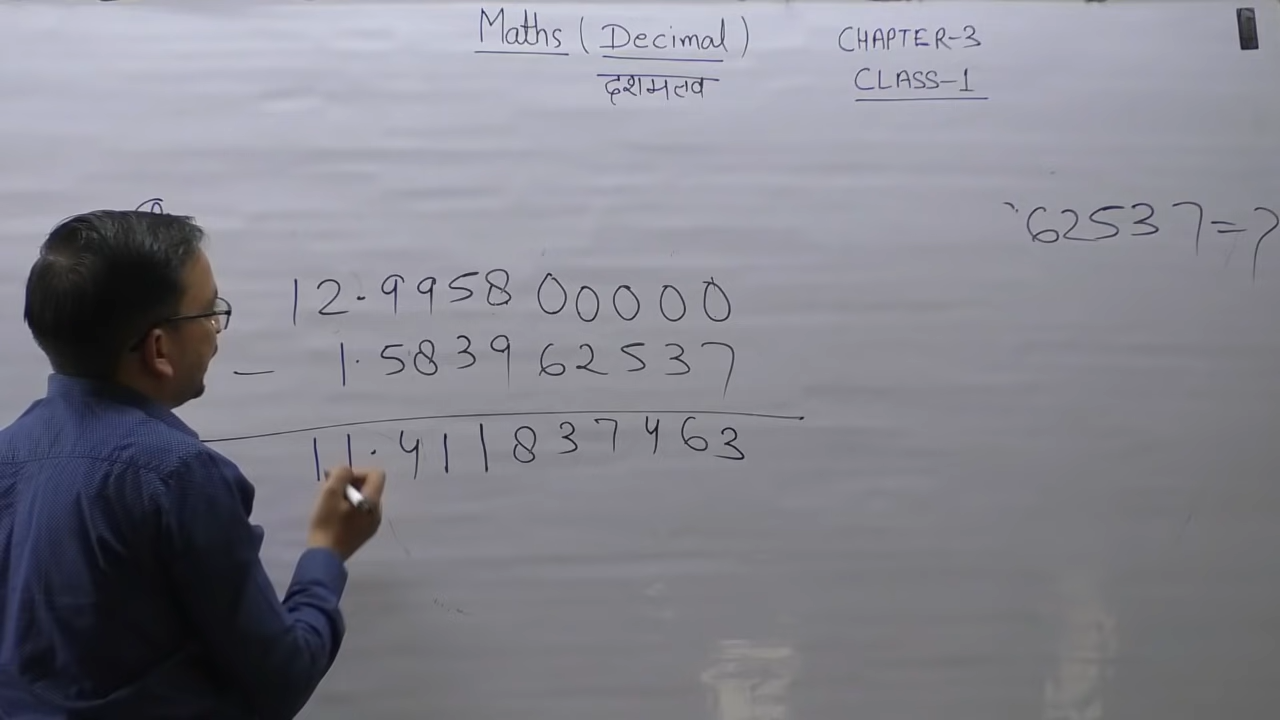 Maths (Decimal)
दशमलव
CHAPTER-3
CLASS-1
62537=?
12.995800000
- 1.583962537
11.411837463